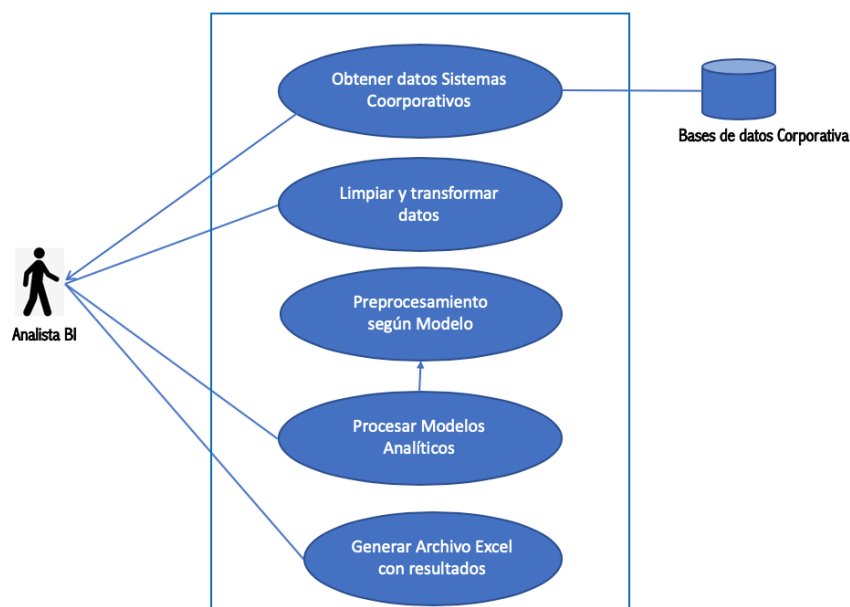 Obtener datos Sistemas
Coorporativos
Bases de datos Corporativa
Limpiar y transformar
datos
Analista BI
Preprocesamiento
según Modelo
Procesar Modelos
Analíticos
Generar Archivo Excel
con resultados